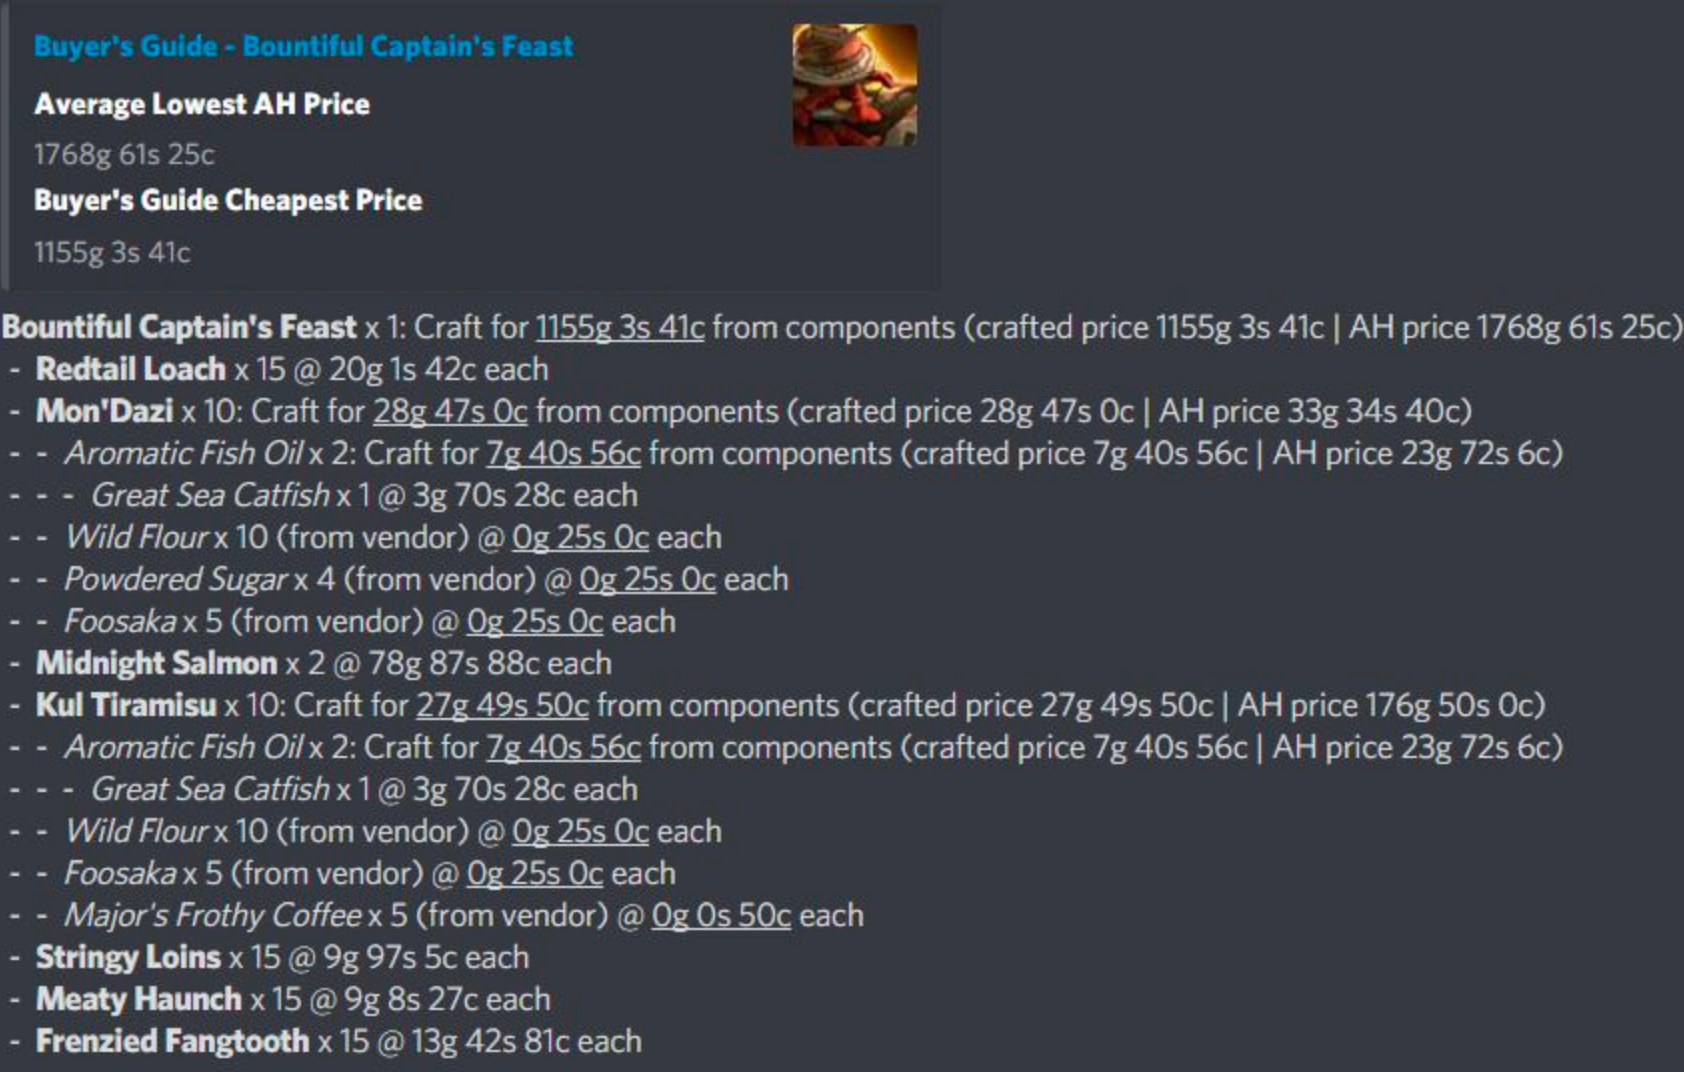 Buyer's Guide - Bountiful Captain's Feast
Average Lowest AH Price
1768g 61s 25c
Buyer's Guide Cheapest Price
1155g 3s 41c
Bountiful Captain's Feast x 1: Craft for 1155g 3s 41c from components (crafted price 1155g 3s 41c | AH price 1768g 61s 25c)
- Redtail Loach x 15 @ 20g 1s 42c each
- Mon'Dazi x 10: Craft for 28g 47s 0c from components (crafted price 28g 47s 0c | AH price 33g 34s 40c)
- - Aromatic Fish Oil x 2: Craft for 7g 40s 56c from components (crafted price 7g 40s 56c | AH price 23g 72s 6c)
- - - Great Sea Catfish x 1 @ 3g 70s 28c each
- - Wild Flour x 10 (from vendor) @ 0g 25s 0c each
- - Powdered Sugar x 4 (from vendor) @ 0g 25s 0c each
- - Foosaka x 5 (from vendor) @ 0g 25s 0c each
- Midnight Salmon x 2 @ 78g 87s 88c each
- Kul Tiramisu x 10: Craft for 27g 49s 50c from components (crafted price 27g 49s 50c | AH price 176g 50s 0c)
- - Aromatic Fish Oil x 2: Craft for 7g 40s 56c from components (crafted price 7g 40s 56c | AH price 23g 72s 6c)
- - - Great Sea Catfish x 1 @ 3g 70s 28c each
- - Wild Flour x 10 (from vendor) @ 0g 25s 0c each
- - Foosaka x 5 (from vendor) @ 0g 25s 0c each
- - Major's Frothy Coffee x 5 (from vendor) @ 0g 0s 50c each
- Stringy Loins x 15 @ 9g 97s 5c each
- Meaty Haunch x 15 @ 9g 8s 27c each
- Frenzied Fangtooth x 15 @ 13g 42s 81c each